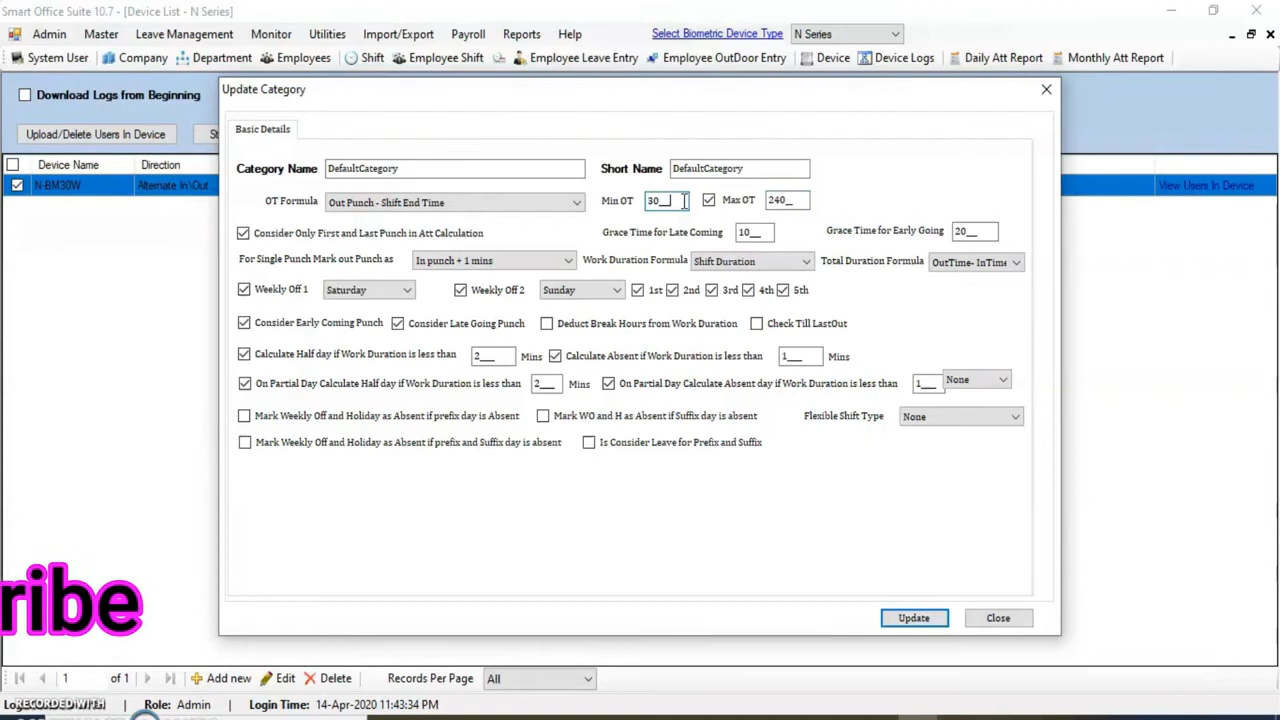 Smart Office Suite 10.7 - [Device List - N Series]
Admin Master Leave Management Monitor Utilities Import/Export Payroll Reports Help Select Biometric Device Type N Series
System User Company Department Employees Shift Employee Shift Employee Leave Entry Employee OutDoor Entry Device Device Logs Daily Att Report Monthly Att Report
Download Logs from Beginning
Upload/Delete Users In Device St
Device Name Direction
N-BM30W Alternate In\Out View Users In Device
Update Category
Basic Details
Category Name DefaultCategory Short Name DefaultCategory
OT Formula Out Punch - Shift End Time Min OT 30__ Max OT 240_
Consider Only First and Last Punch in Att Calculation Grace Time for Late Coming 10__ Grace Time for Early Going 20__
For Single Punch Mark out Punch as In punch + 1 mins Work Duration Formula Shift Duration Total Duration Formula OutTime- InTime
Weekly Off 1 Saturday Weekly Off 2 Sunday 1st 2nd 3rd 4th 5th
Consider Early Coming Punch Consider Late Going Punch Deduct Break Hours from Work Duration Check Till LastOut
Calculate Half day if Work Duration is less than 2___ Mins Calculate Absent if Work Duration is less than 1___ Mins
On Partial Day Calculate Half day if Work Duration is less than 2___ Mins On Partial Day Calculate Absent day if Work Duration is less than 1___ None
Mark Weekly Off and Holiday as Absent if prefix day is Absent Mark WO and H as Absent if Suffix day is absent Flexible Shift Type None
Mark Weekly Off and Holiday as Absent if prefix and Suffix day is absent Is Consider Leave for Prefix and Suffix
ribe
Update Close
1 of 1 Add new Edit Delete Records Per Page All
RECORDED WITH Role: Admin Login Time: 14-Apr-2020 11:43:34 PM